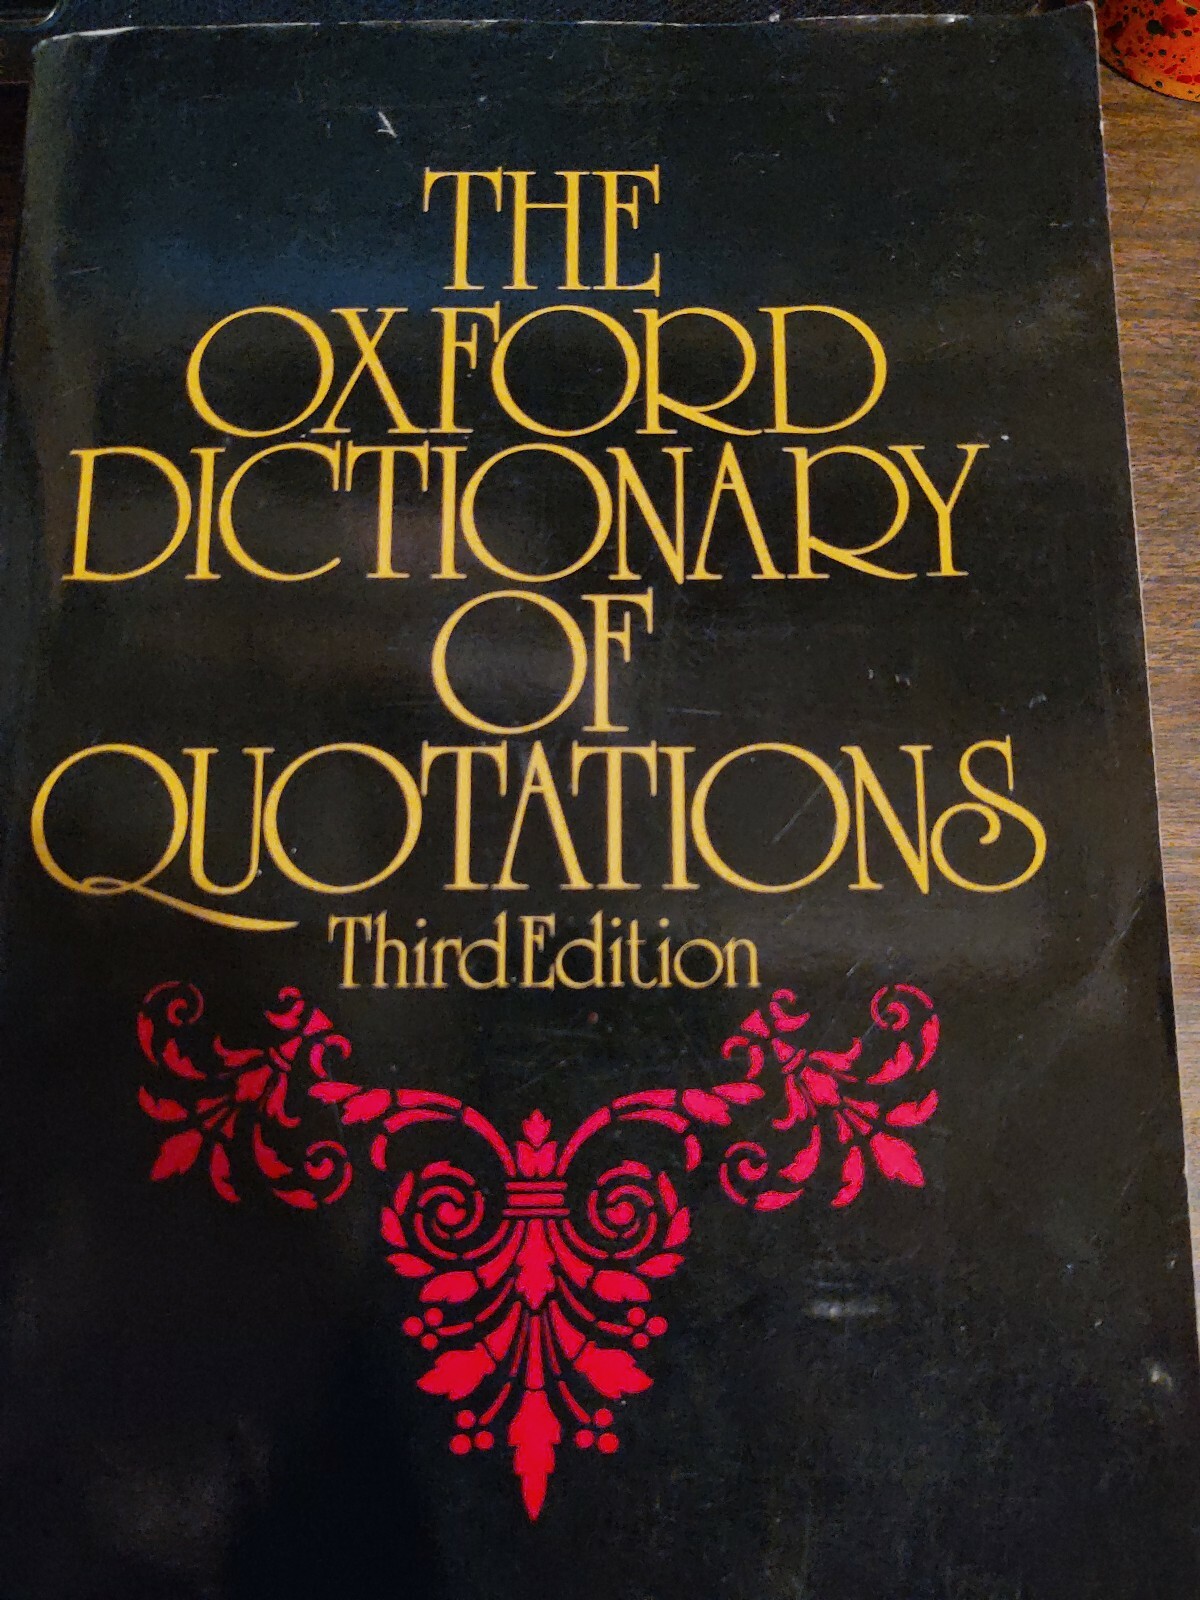 THE
OXFORD
DICTIONARY
OF
QUOTATIONS
Third Edition